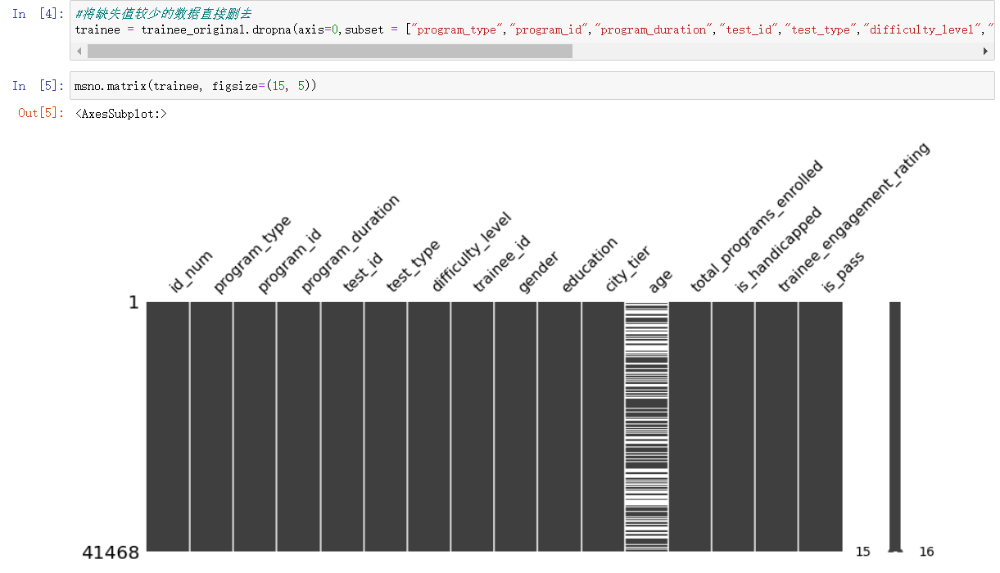 In [4]: #将缺失值较少的数据直接删去
trainee = trainee_original.dropna(axis=0,subset = ["program_type","program_id","program_duration","test_id","test_type","difficulty_level","
In [5]: msno.matrix(trainee, figsize=(15, 5))
Out[5]: <AxesSubplot:>
id_num
program_type
program_id
program_duration
test_id
test_type
difficulty_level
trainee_id
gender
education
city_tier
age
total_programs_enrolled
is_handicapped
trainee_engagement_rating
is_pass
1
41468
15
16